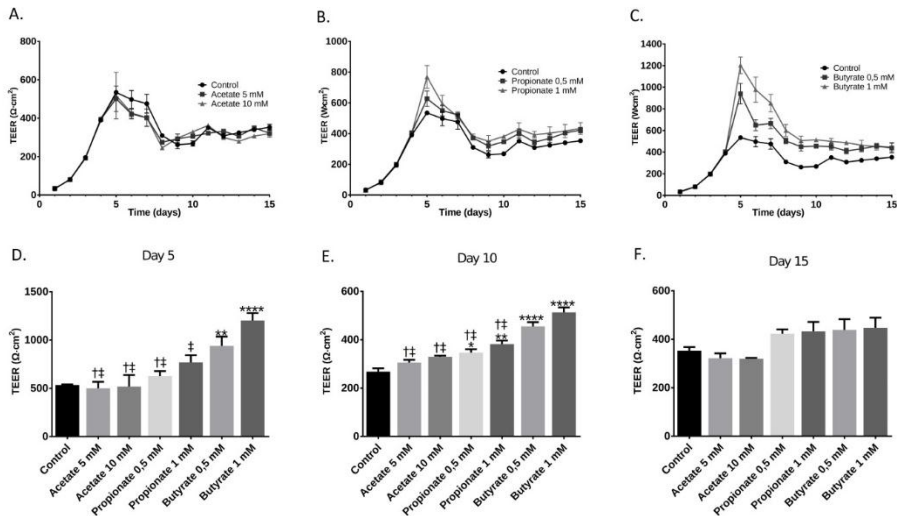 A.
TEER (Ω·cm²)
800
600
400
200
0
0
5
10
15
Time (days)
Control
Acetate 5 mM
Acetate 10 mM
B.
TEER (W·cm²)
1000
800
600
400
200
0
0
5
10
15
Time (days)
Control
Propionate 0,5 mM
Propionate 1 mM
C.
TEER (W·cm²)
1400
1200
1000
800
600
400
200
0
0
5
10
15
Time (days)
Control
Butyrate 0,5 mM
Butyrate 1 mM
D.
Day 5
TEER (Ω·cm²)
1500
1000
500
0
†‡
†‡
†‡
‡
**
****
Control
Acetate 5 mM
Acetate 10 mM
Propionate 0,5 mM
Propionate 1 mM
Butyrate 0,5 mM
Butyrate 1 mM
E.
Day 10
TEER (Ω·cm²)
600
400
200
0
†‡
†‡
†‡
*
†‡
**
****
****
Control
Acetate 5 mM
Acetate 10 mM
Propionate 0,5 mM
Propionate 1 mM
Butyrate 0,5 mM
Butyrate 1 mM
F.
Day 15
TEER (Ω·cm²)
600
400
200
0
Control
Acetate 5 mM
Acetate 10 mM
Propionate 0,5 mM
Propionate 1 mM
Butyrate 0,5 mM
Butyrate 1 mM